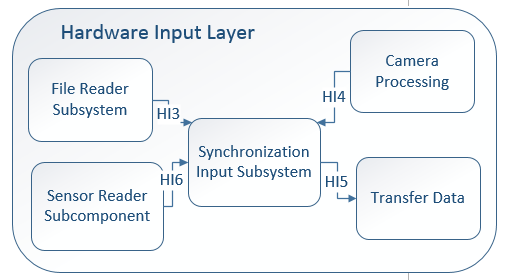 Hardware Input Layer
File Reader
Subsystem
HI3
Camera
Processing
HI4
Synchronization
Input Subsystem
Sensor Reader
Subcomponent
HI6
HI5
Transfer Data